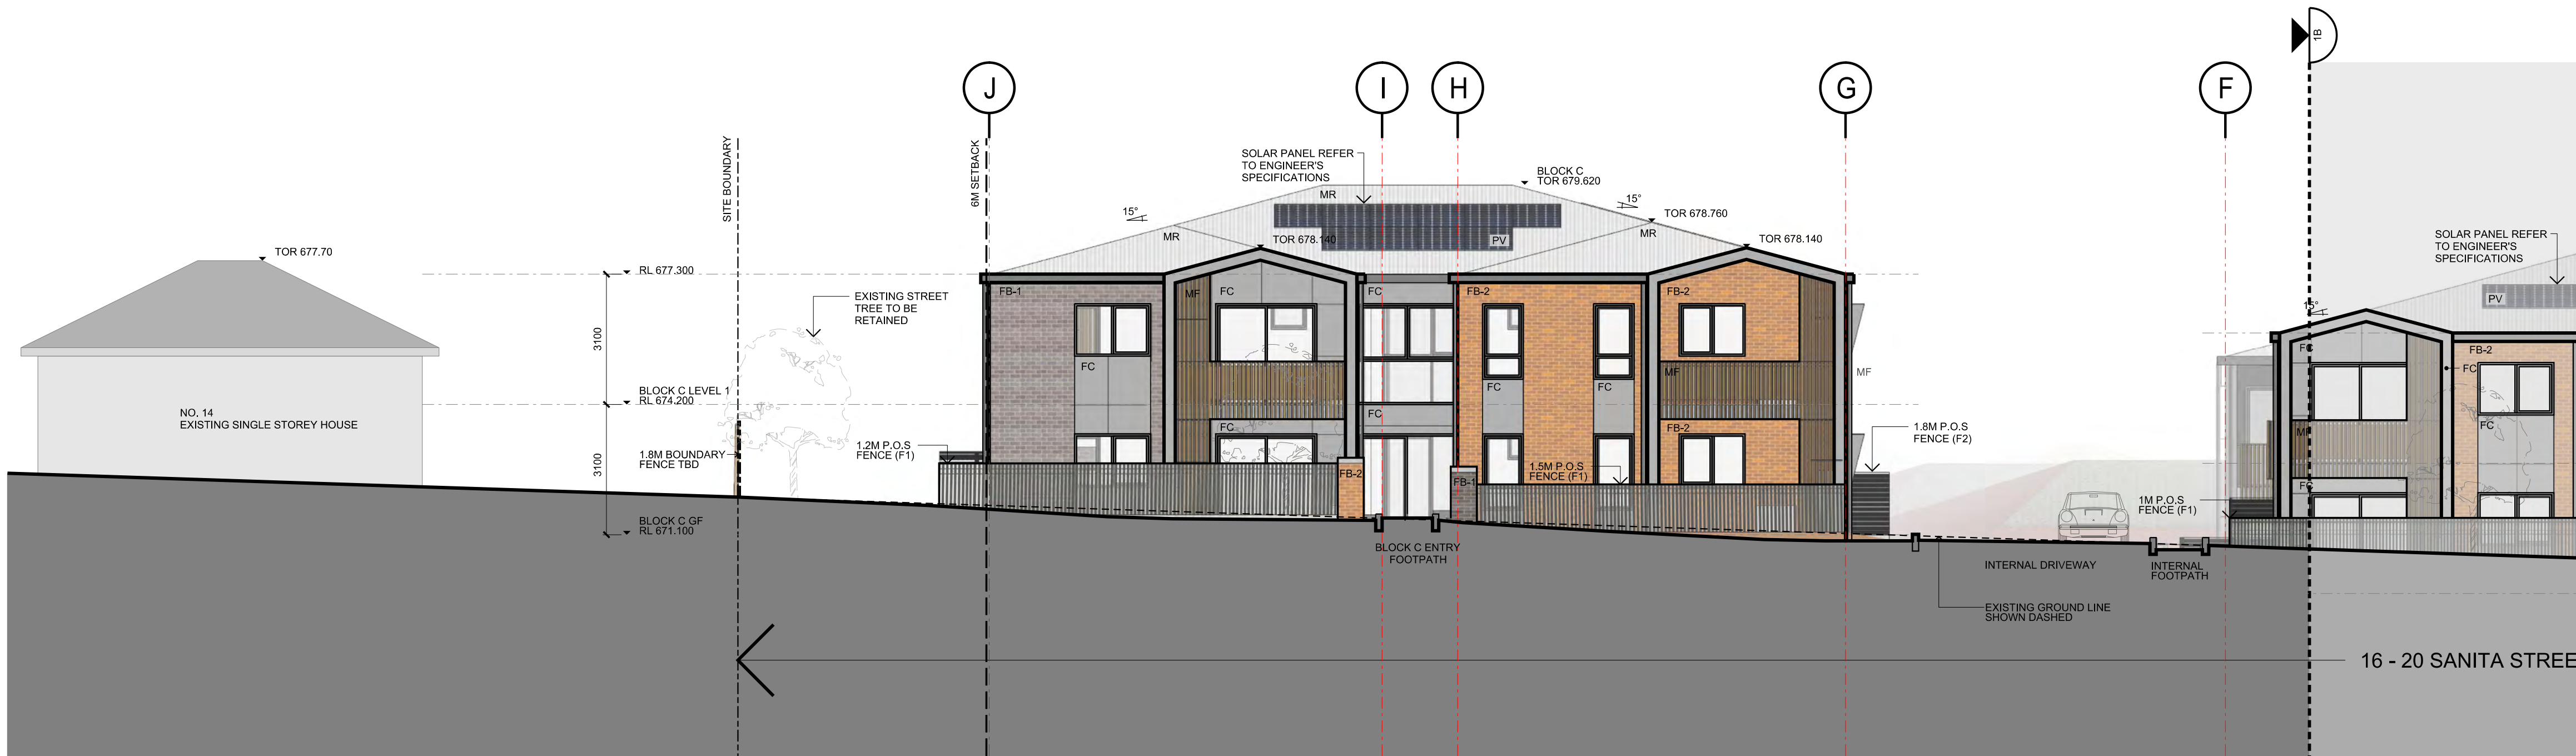 1B
J
I
H
G
F
SITE BOUNDARY
6M SETBACK
SOLAR PANEL REFER
TO ENGINEER'S
SPECIFICATIONS
BLOCK C
TOR 679.620
MR
15°
15°
TOR 678.760
MR
MR
TOR 678.140
PV
TOR 678.140
SOLAR PANEL REFER
TO ENGINEER'S
SPECIFICATIONS
PV
15°
TOR 677.70
RL 677.300
3100
EXISTING STREET
TREE TO BE
RETAINED
FB-1
MF
FC
FC
FB-2
FB-2
FC
FC
FC
MF
MF
FC
FC
FB-2
FC
MF
FC
BLOCK C LEVEL 1
RL 674.200
NO. 14
EXISTING SINGLE STOREY HOUSE
FC
FC
FB-2
1.8M P.O.S
FENCE (F2)
1.2M P.O.S
FENCE (F1)
1.8M BOUNDARY
FENCE TBD
3100
FB-2
FB-1
1.5M P.O.S
FENCE (F1)
1M P.O.S
FENCE (F1)
FC
BLOCK C GF
RL 671.100
BLOCK C ENTRY
FOOTPATH
INTERNAL DRIVEWAY
INTERNAL
FOOTPATH
EXISTING GROUND LINE
SHOWN DASHED
16 - 20 SANITA STREE